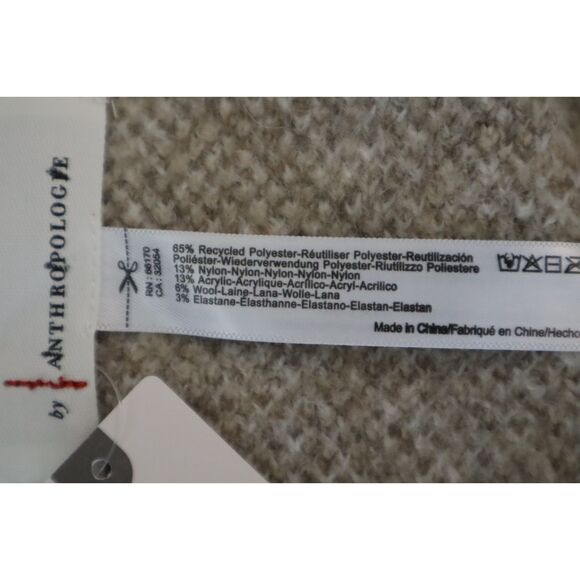 by ANTHROPOLOGIE
RN : 66170
CA : 32054
65% Recycled Polyester-Réutiliser Polyester-Reutilización
Poliéster-Wiederverwendung Polyester-Riutilizzo Poliestere
13% Nylon-Nylon-Nylon-Nylon-Nylon
13% Acrylic-Acrylique-Acrílico-Acryl-Acrilico
6% Wool-Laine-Lana-Wolle-Lana
3% Elastane-Élasthanne-Elastano-Elastan-Elastan
Made in China/Fabriqué en Chine/Hecho